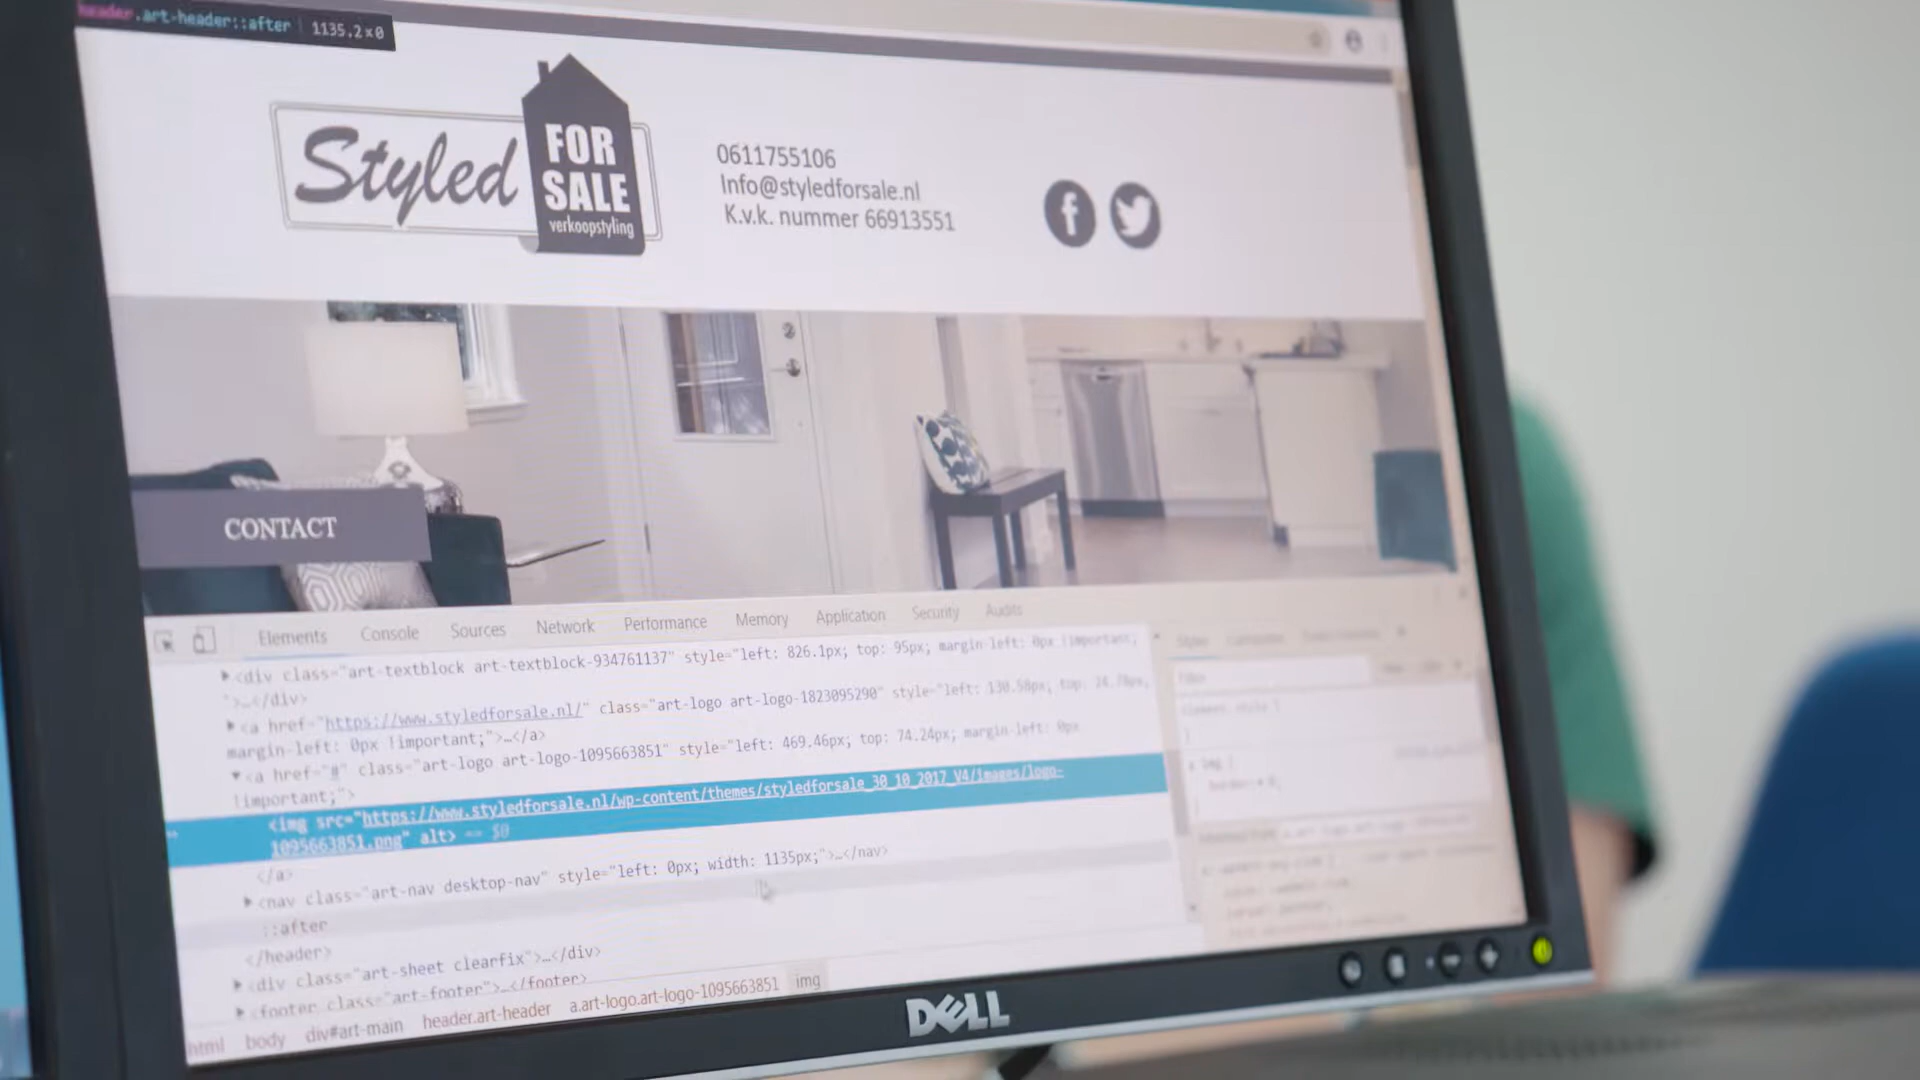 header.art-header::after | 1135.2×0
Styled
FOR
SALE
verkoopstyling
0611755106
Info@styledforsale.nl
K.v.k. nummer 66913551
CONTACT
Elements Console Sources Network Performance Memory Application Security Audits
<div class="art-textblock art-textblock-934761137" style="left: 826.1px; top: 95px; margin-left: 0px !important;
">…</div>
<a href="https://www.styledforsale.nl/" class="art-logo art-logo-1823095290" style="left: 130.58px; top: 24.78px;
margin-left: 0px !important;">…</a>
<a href="#" class="art-logo art-logo-1095663851" style="left: 469.46px; top: 74.24px; margin-left: 0px
!important;">
<img src="https://www.styledforsale.nl/wp-content/themes/styledforsale_30_10_2017_V4/images/logo-
1095663851.png" alt> == $0
</a>
<nav class="art-nav desktop-nav" style="left: 0px; width: 1135px;">…</nav>
::after
</header>
<div class="art-sheet clearfix">…</div>
<footer class="art-footer">…</footer>
html body div#art-main header.art-header a.art-logo.art-logo-1095663851 img
DELL